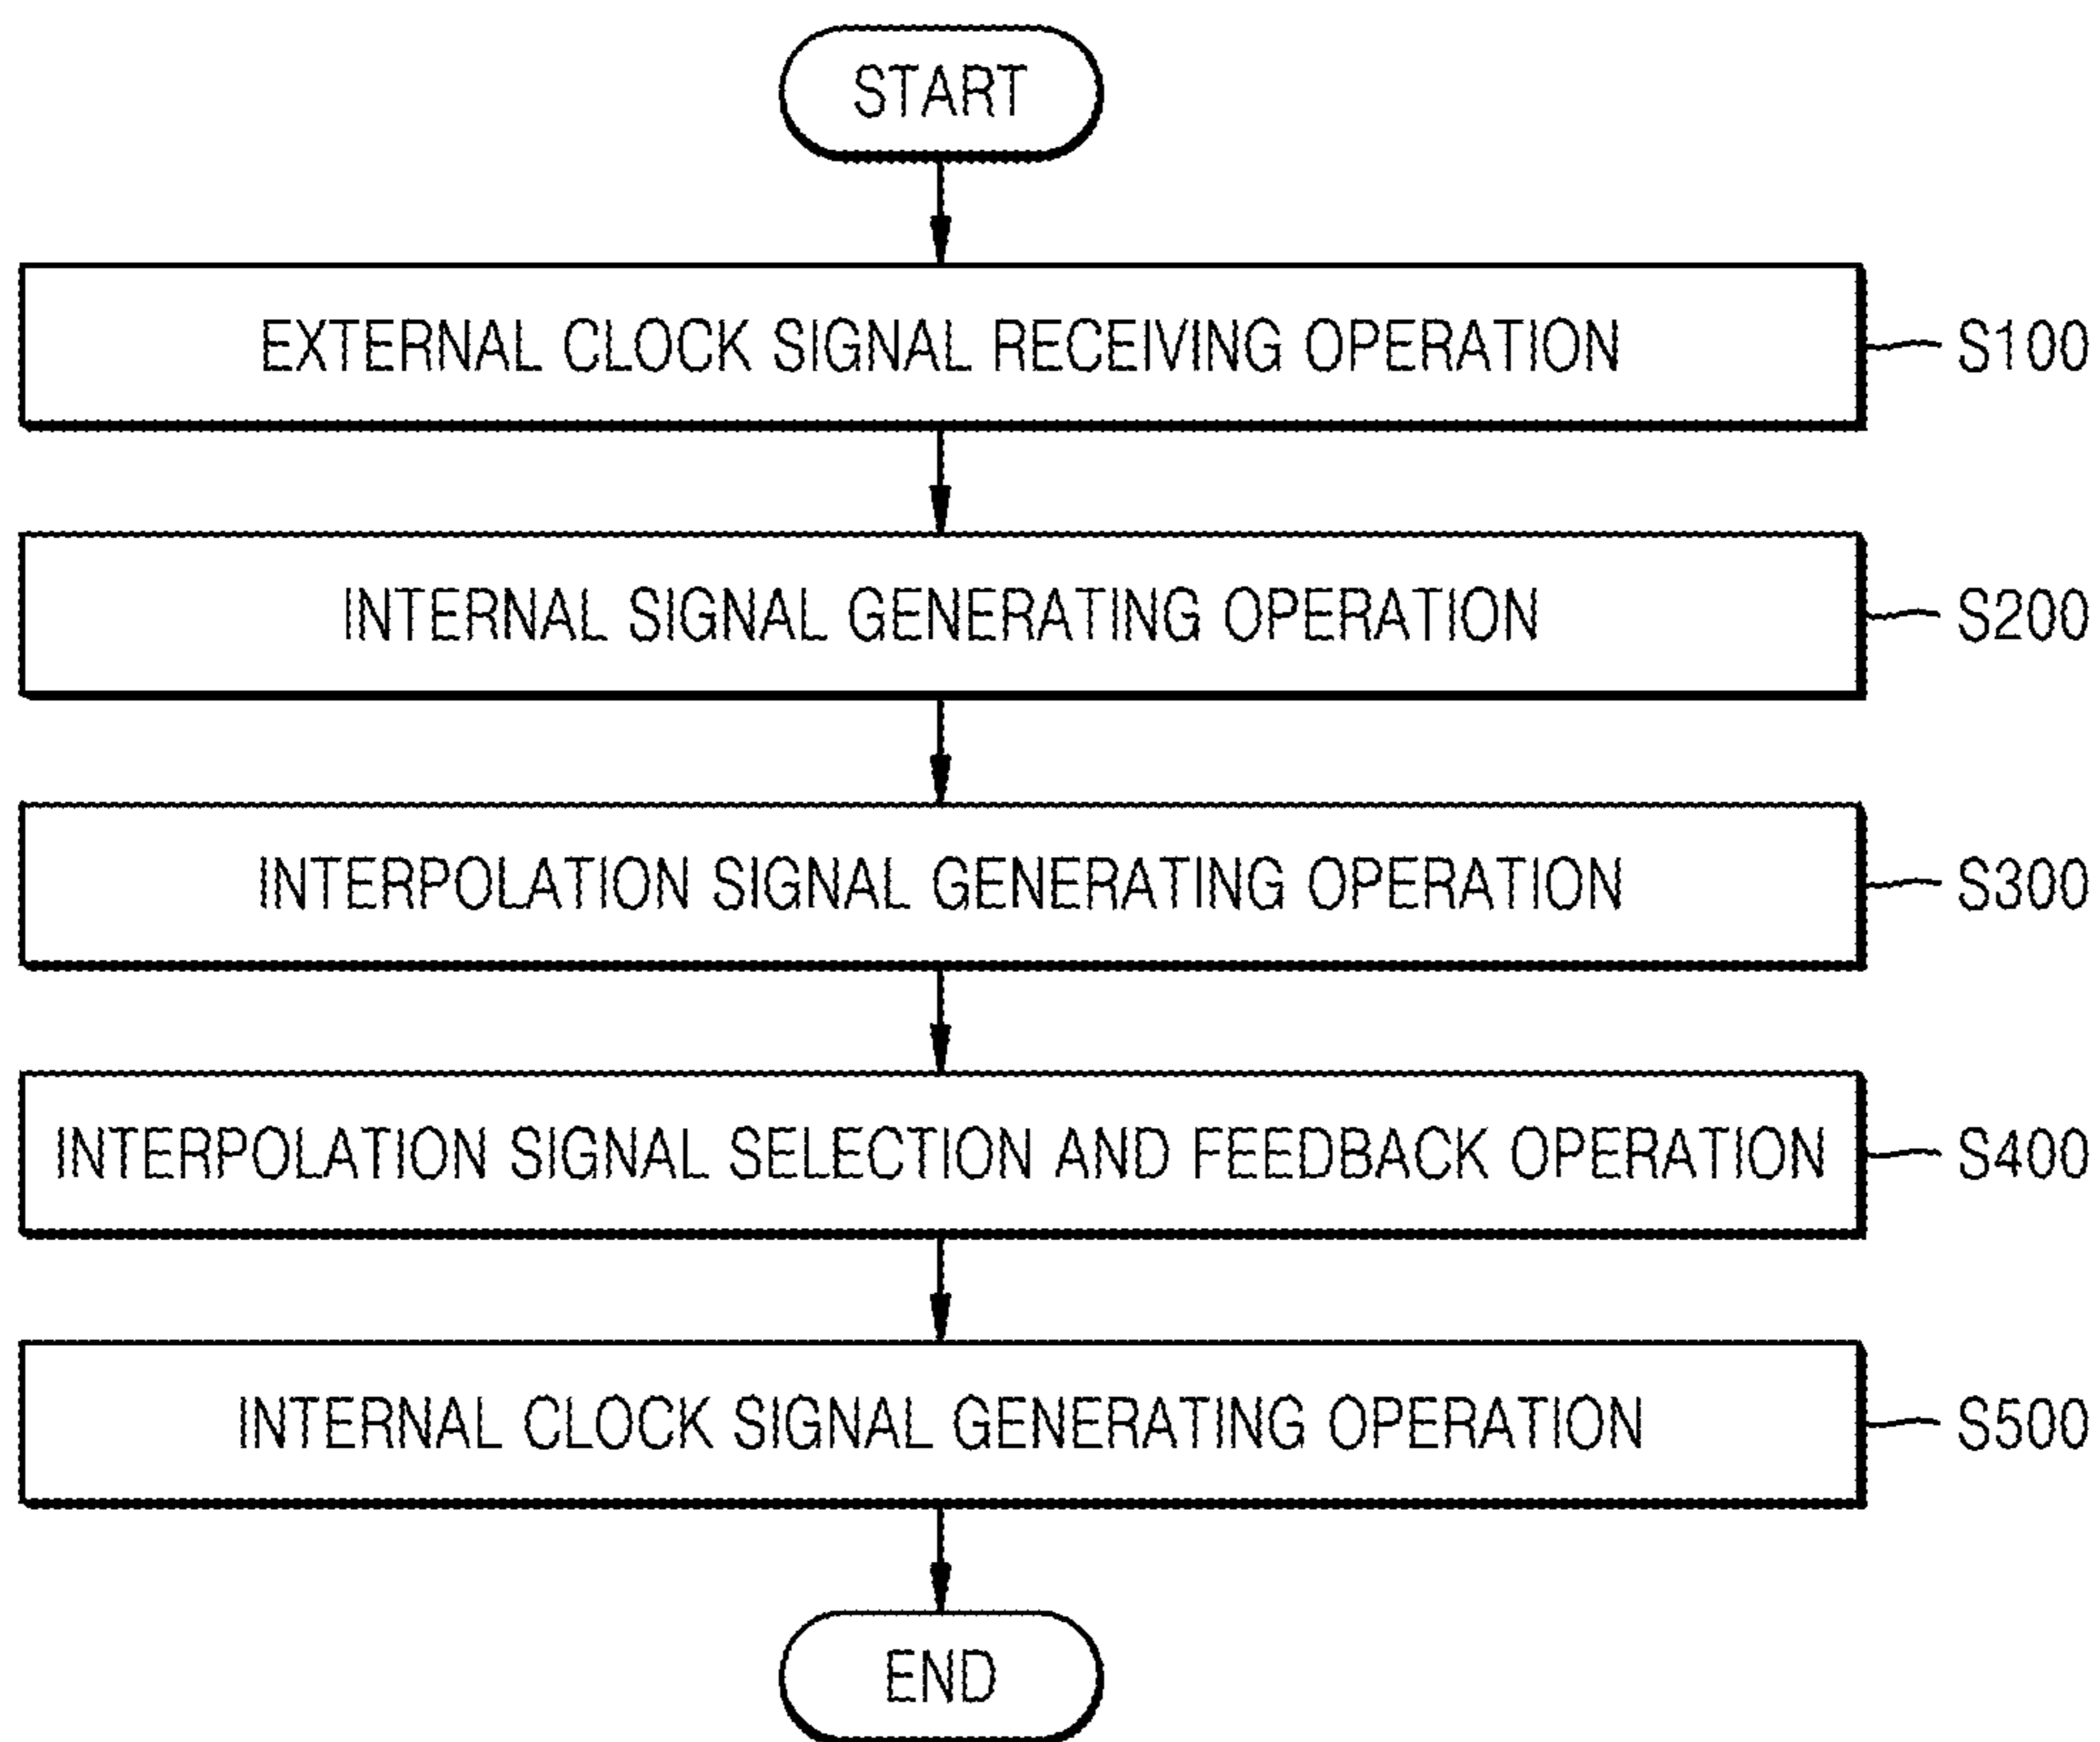 START
EXTERNAL CLOCK SIGNAL RECEIVING OPERATION
S100
INTERNAL SIGNAL GENERATING OPERATION
S200
INTERPOLATION SIGNAL GENERATING OPERATION
S300
INTERPOLATION SIGNAL SELECTION AND FEEDBACK OPERATION
S400
INTERNAL CLOCK SIGNAL GENERATING OPERATION
S500
END